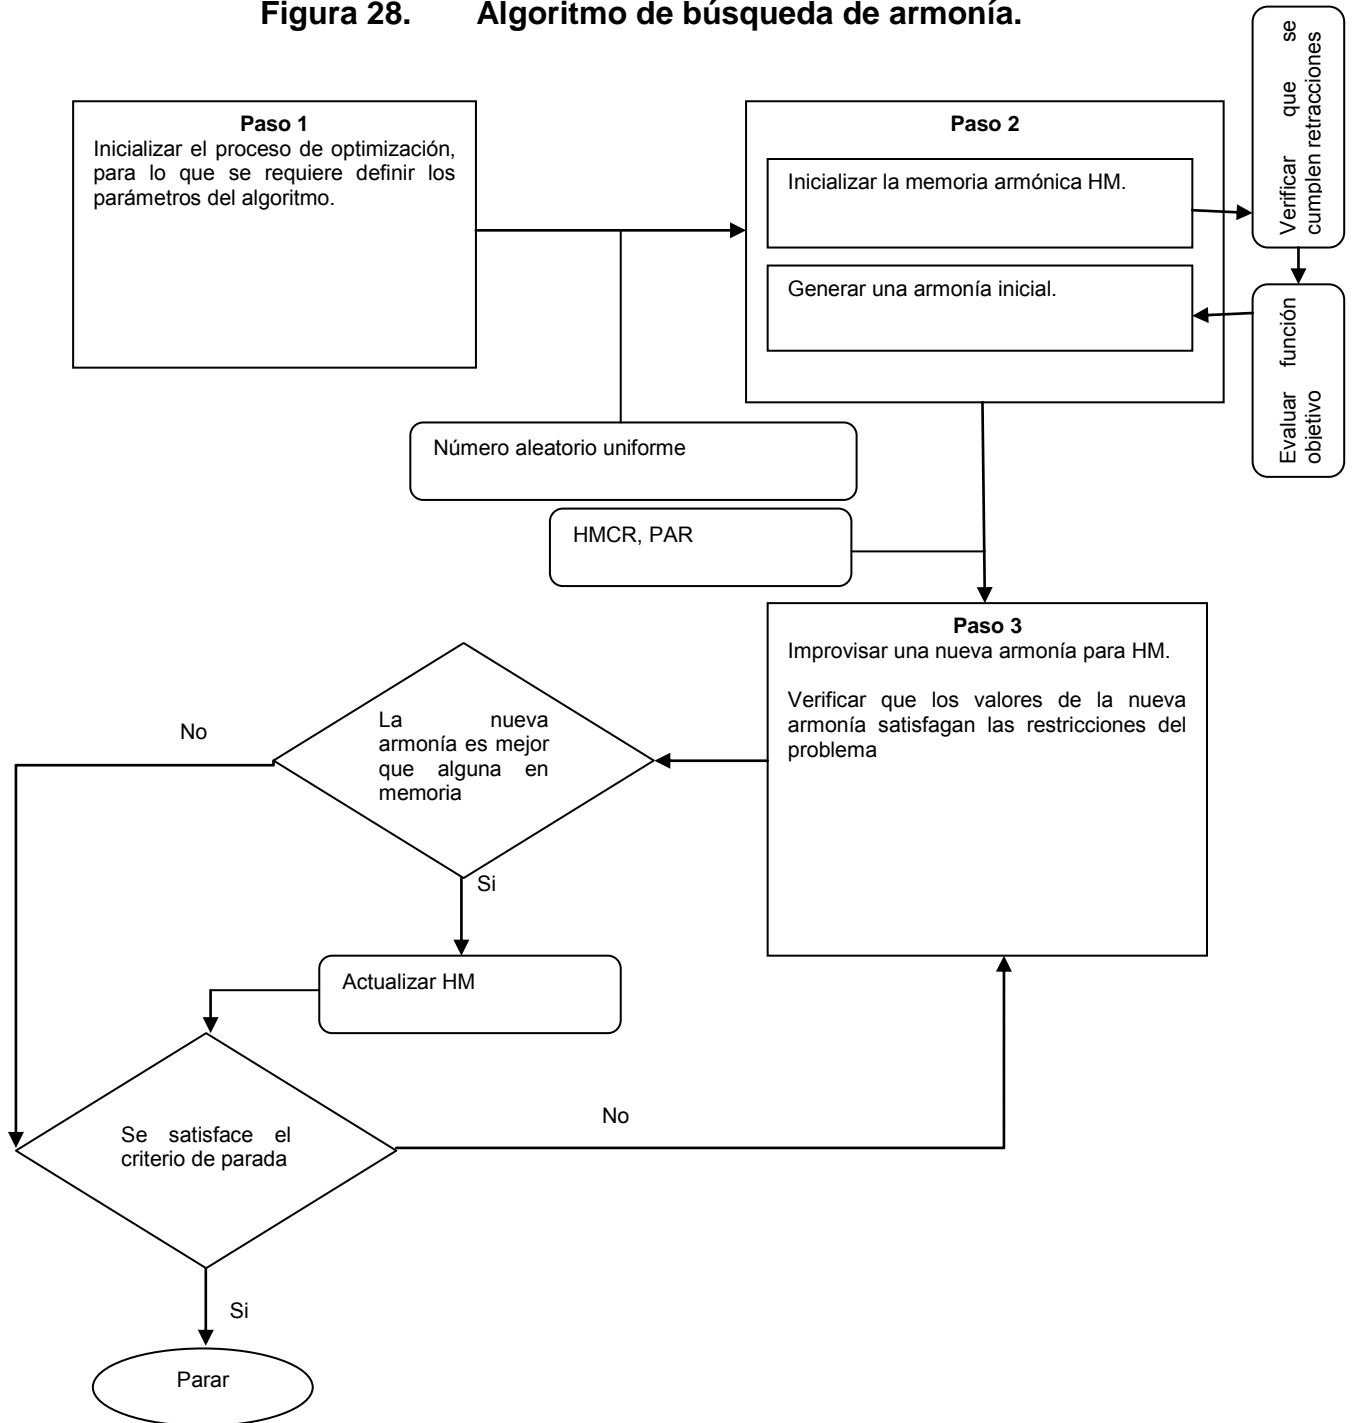 Figura 28. Algoritmo de búsqueda de armonía.
Paso 1
Inicializar el proceso de optimización,
para lo que se requiere definir los
parámetros del algoritmo.
Paso 2
Inicializar la memoria armónica HM.
Generar una armonía inicial.
Verificar que se
cumplen retracciones
Evaluar función
objetivo
Número aleatorio uniforme
HMCR, PAR
Paso 3
Improvisar una nueva armonía para HM.
Verificar que los valores de la nueva
armonía satisfagan las restricciones del
problema
La nueva
armonía es mejor
que alguna en
memoria
No
Si
Actualizar HM
Se satisface el
criterio de parada
No
Si
Parar